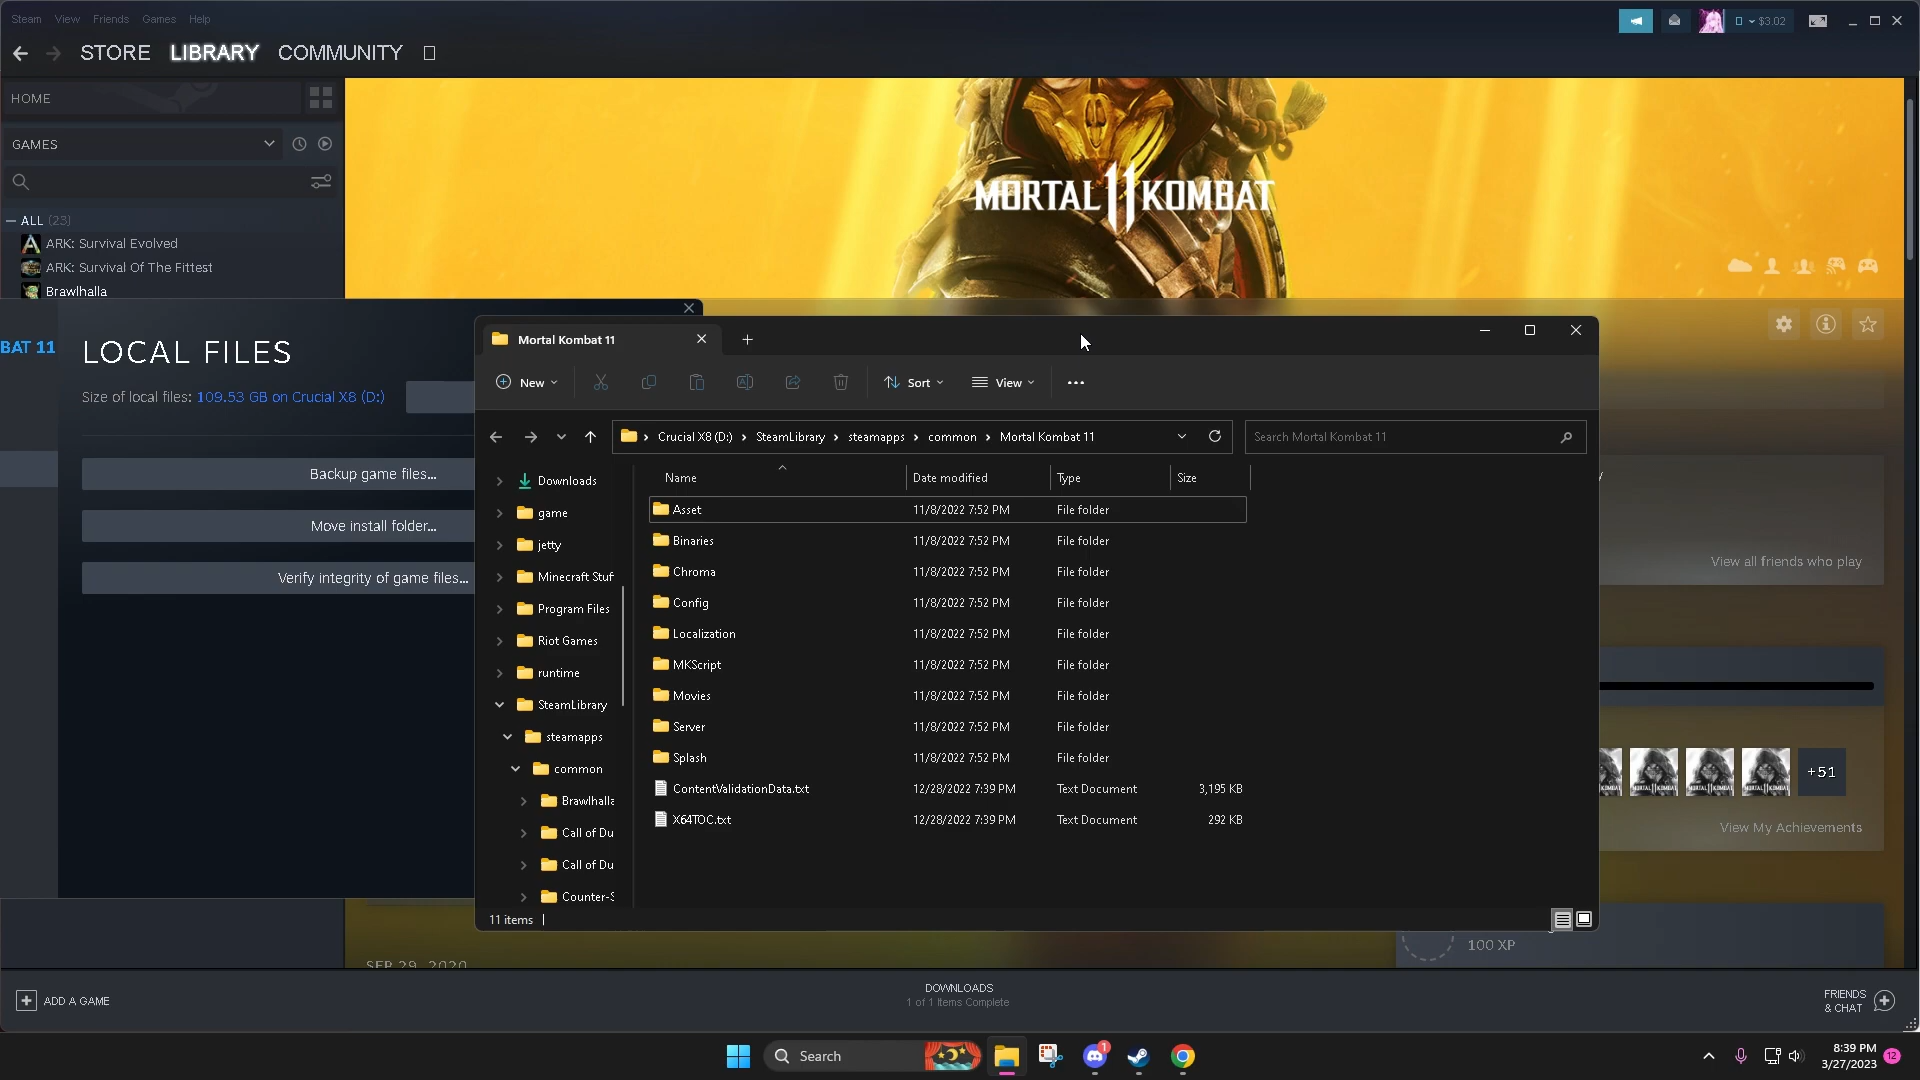 Steam View Friends Games Help
$3.02
STORE LIBRARY COMMUNITY
HOME
GAMES
MORTAL 11 KOMBAT
ALL (23)
ARK: Survival Evolved
ARK: Survival Of The Fittest
Brawlhalla
BAT 11
LOCAL FILES
Size of local files: 109.53 GB on Crucial X8 (D:)
Backup game files...
Move install folder...
Verify integrity of game files...
Mortal Kombat 11
New Sort View
Crucial X8 (D:) SteamLibrary steamapps common Mortal Kombat 11
Search Mortal Kombat 11
Downloads
game
jetty
Minecraft Stuf
Program Files
Riot Games
runtime
SteamLibrary
steamapps
common
Brawlhalla
Call of Du
Call of Du
Counter-S
Name Date modified Type Size
Asset 11/8/2022 7:52 PM File folder
Binaries 11/8/2022 7:52 PM File folder
Chroma 11/8/2022 7:52 PM File folder
Config 11/8/2022 7:52 PM File folder
Localization 11/8/2022 7:52 PM File folder
MKScript 11/8/2022 7:52 PM File folder
Movies 11/8/2022 7:52 PM File folder
Server 11/8/2022 7:52 PM File folder
Splash 11/8/2022 7:52 PM File folder
ContentValidationData.txt 12/28/2022 7:39 PM Text Document 3,195 KB
X64TOC.txt 12/28/2022 7:39 PM Text Document 292 KB
11 items
View all friends who play
+51
View My Achievements
100 XP
SEP 29, 2020
ADD A GAME
DOWNLOADS
1 of 1 Items Complete
FRIENDS
& CHAT
Search
1
8:39 PM
3/27/2023
12